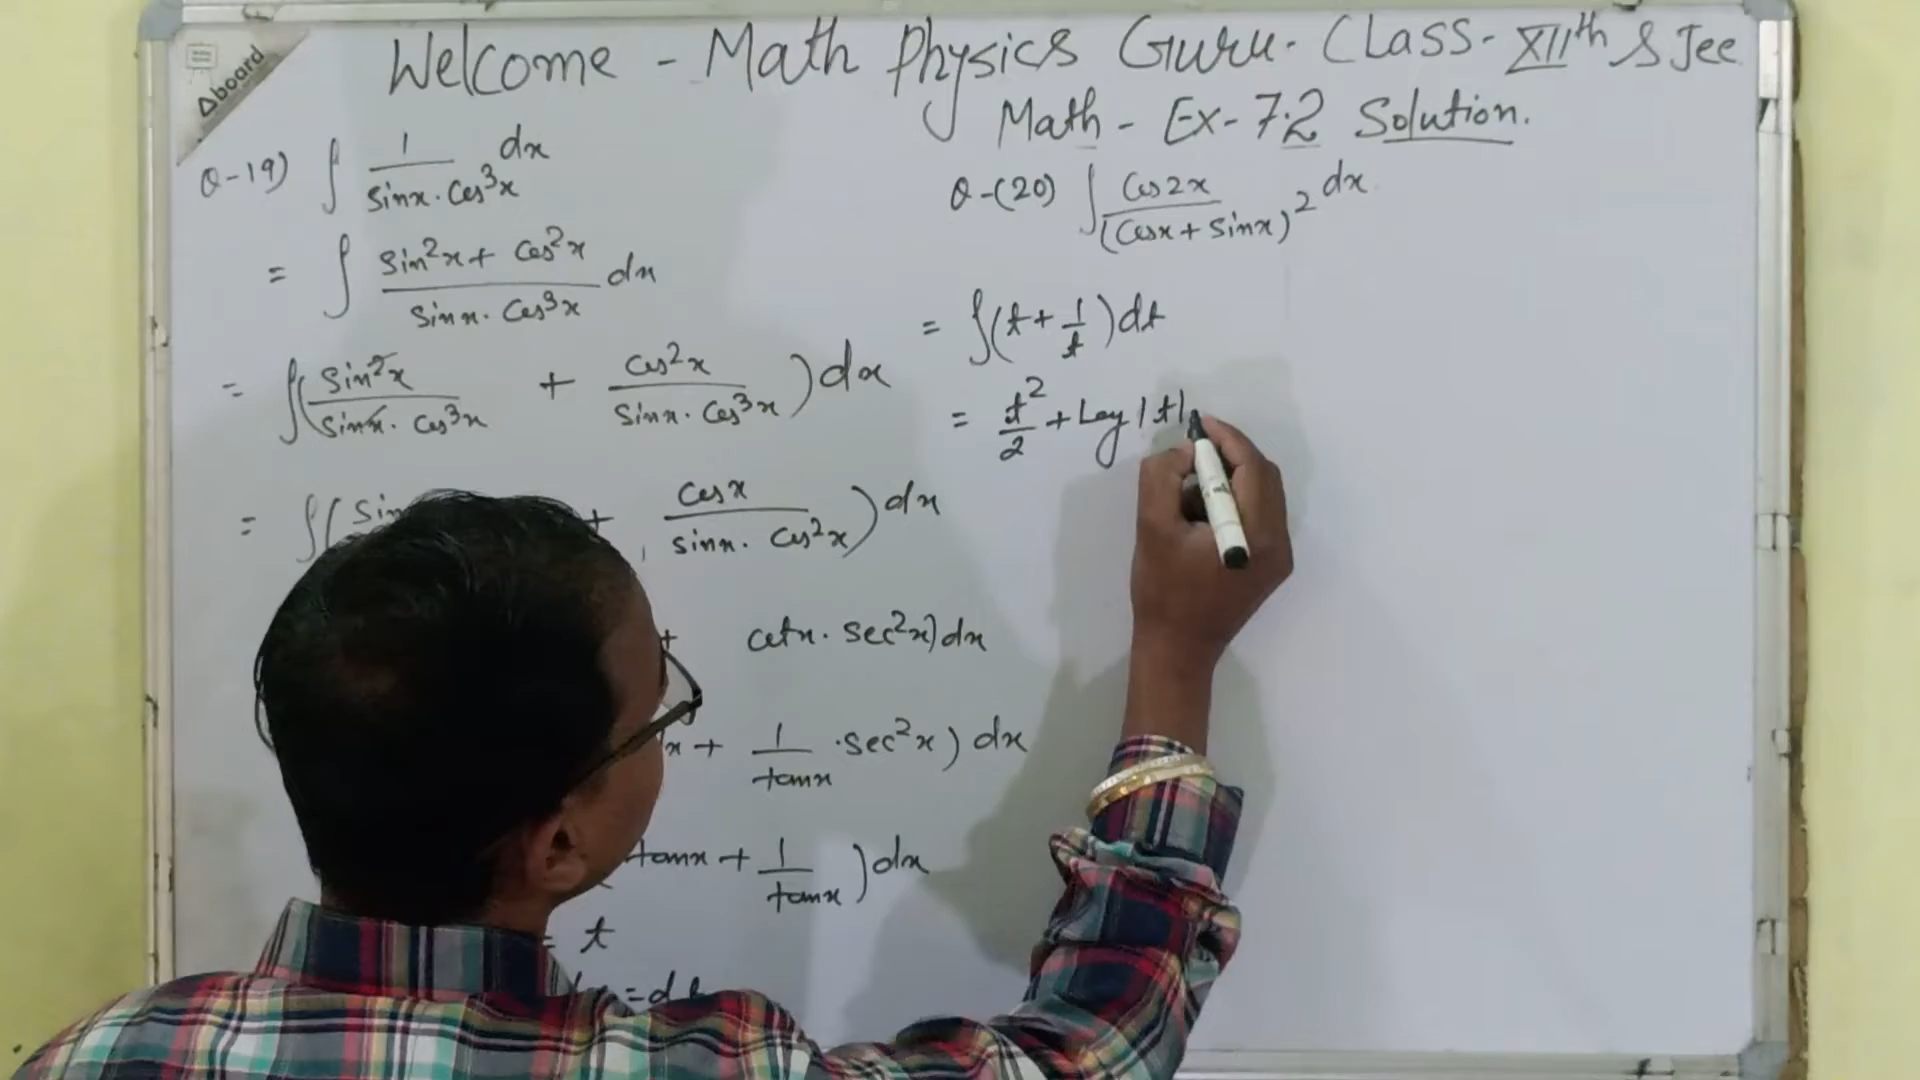 Δboard
Welcome - Math Physics Guru - Class - XIIth & Jee
Math - Ex - 7.2 Solution.
Q-19) ∫ 1/(sinx·cos³x) dx
= ∫ (sin²x + cos²x)/(sinx·cos³x) dx
= ∫(sin²x/(sinx·cos³x) + cos²x/(sinx·cos³x))dx
= ∫(sin + cosx/(sinx·cos²x))dx
+ cotx·sec²x)dx
x + 1/tanx ·sec²x)dx
tanx + 1/tanx)dx
= t
= dt
Q-(20) ∫ cos2x/(cosx + sinx)² dx
= ∫(t + 1/t)dt
= t²/2 + Log|t|